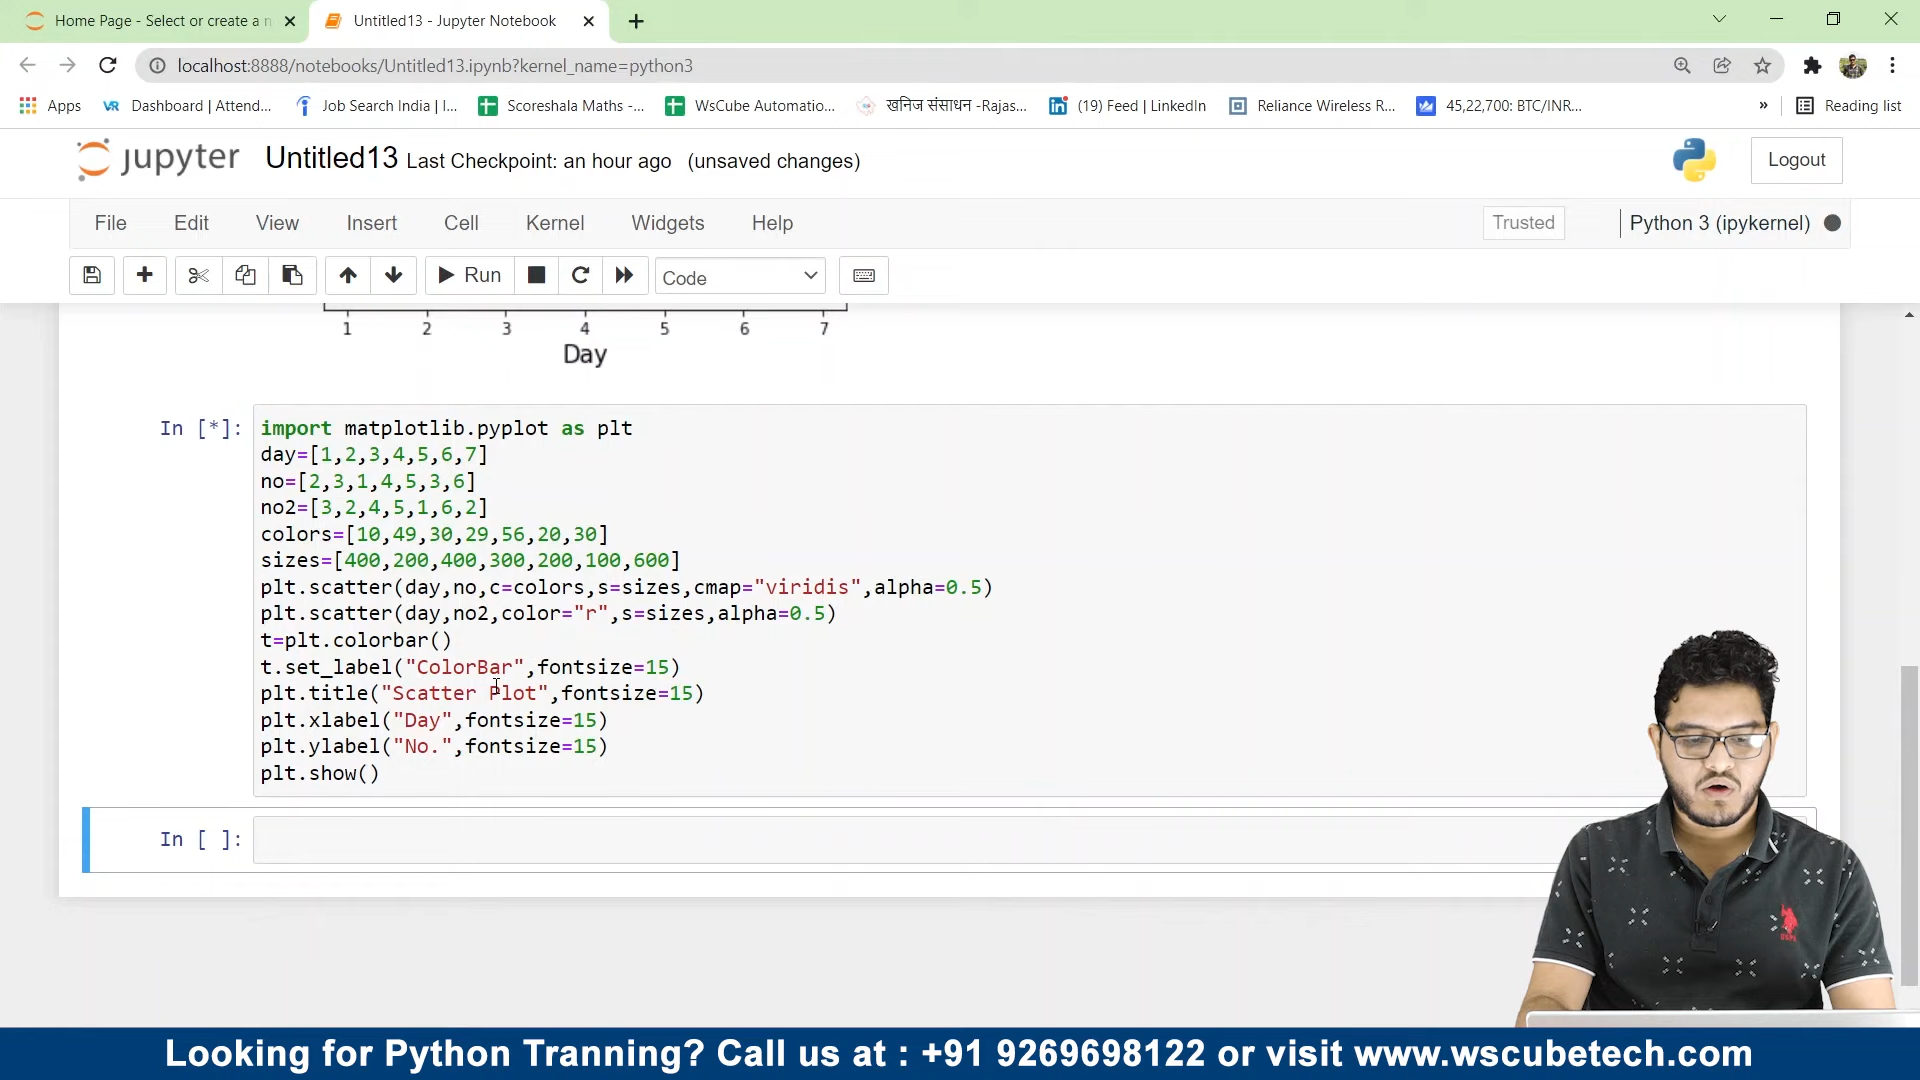 Home Page - Select or create a n
Untitled13 - Jupyter Notebook
localhost:8888/notebooks/Untitled13.ipynb?kernel_name=python3
Apps
VR Dashboard | Attend...
Job Search India | I...
Scoreshala Maths -...
WsCube Automatio...
खनिज संसाधन -Rajas...
in (19) Feed | LinkedIn
Reliance Wireless R...
45,22,700: BTC/INR...
»
Reading list
jupyter Untitled13 Last Checkpoint: an hour ago (unsaved changes)
Logout
File Edit View Insert Cell Kernel Widgets Help
Trusted
Python 3 (ipykernel)
Run
Code
1 2 3 4 5 6 7
Day
In [*]:
import matplotlib.pyplot as plt
day=[1,2,3,4,5,6,7]
no=[2,3,1,4,5,3,6]
no2=[3,2,4,5,1,6,2]
colors=[10,49,30,29,56,20,30]
sizes=[400,200,400,300,200,100,600]
plt.scatter(day,no,c=colors,s=sizes,cmap="viridis",alpha=0.5)
plt.scatter(day,no2,color="r",s=sizes,alpha=0.5)
t=plt.colorbar()
t.set_label("ColorBar",fontsize=15)
plt.title("Scatter Plot",fontsize=15)
plt.xlabel("Day",fontsize=15)
plt.ylabel("No.",fontsize=15)
plt.show()
In [ ]:
Looking for Python Tranning? Call us at : +91 9269698122 or visit www.wscubetech.com